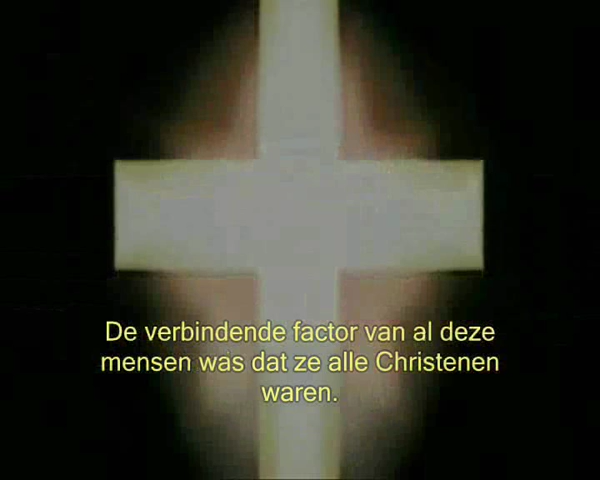 De verbindende factor van al deze
mensen was dat ze alle Christenen
waren.